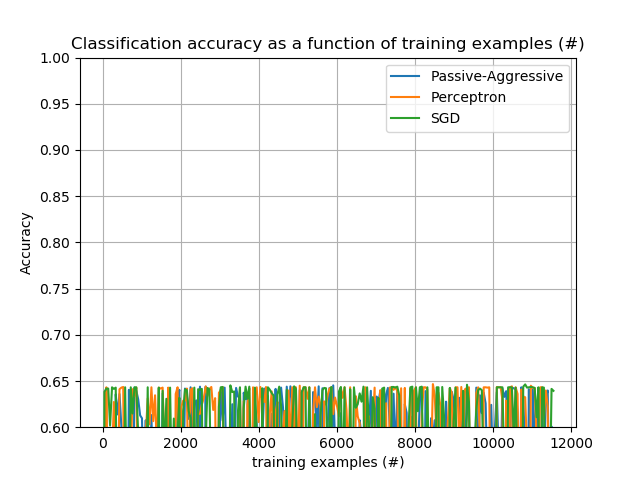 Classification accuracy as a function of training examples (#)
Passive-Aggressive
Perceptron
SGD
Accuracy
1.00
0.95
0.90
0.85
0.80
0.75
0.70
0.65
0.60
0 2000 4000 6000 8000 10000 12000
training examples (#)